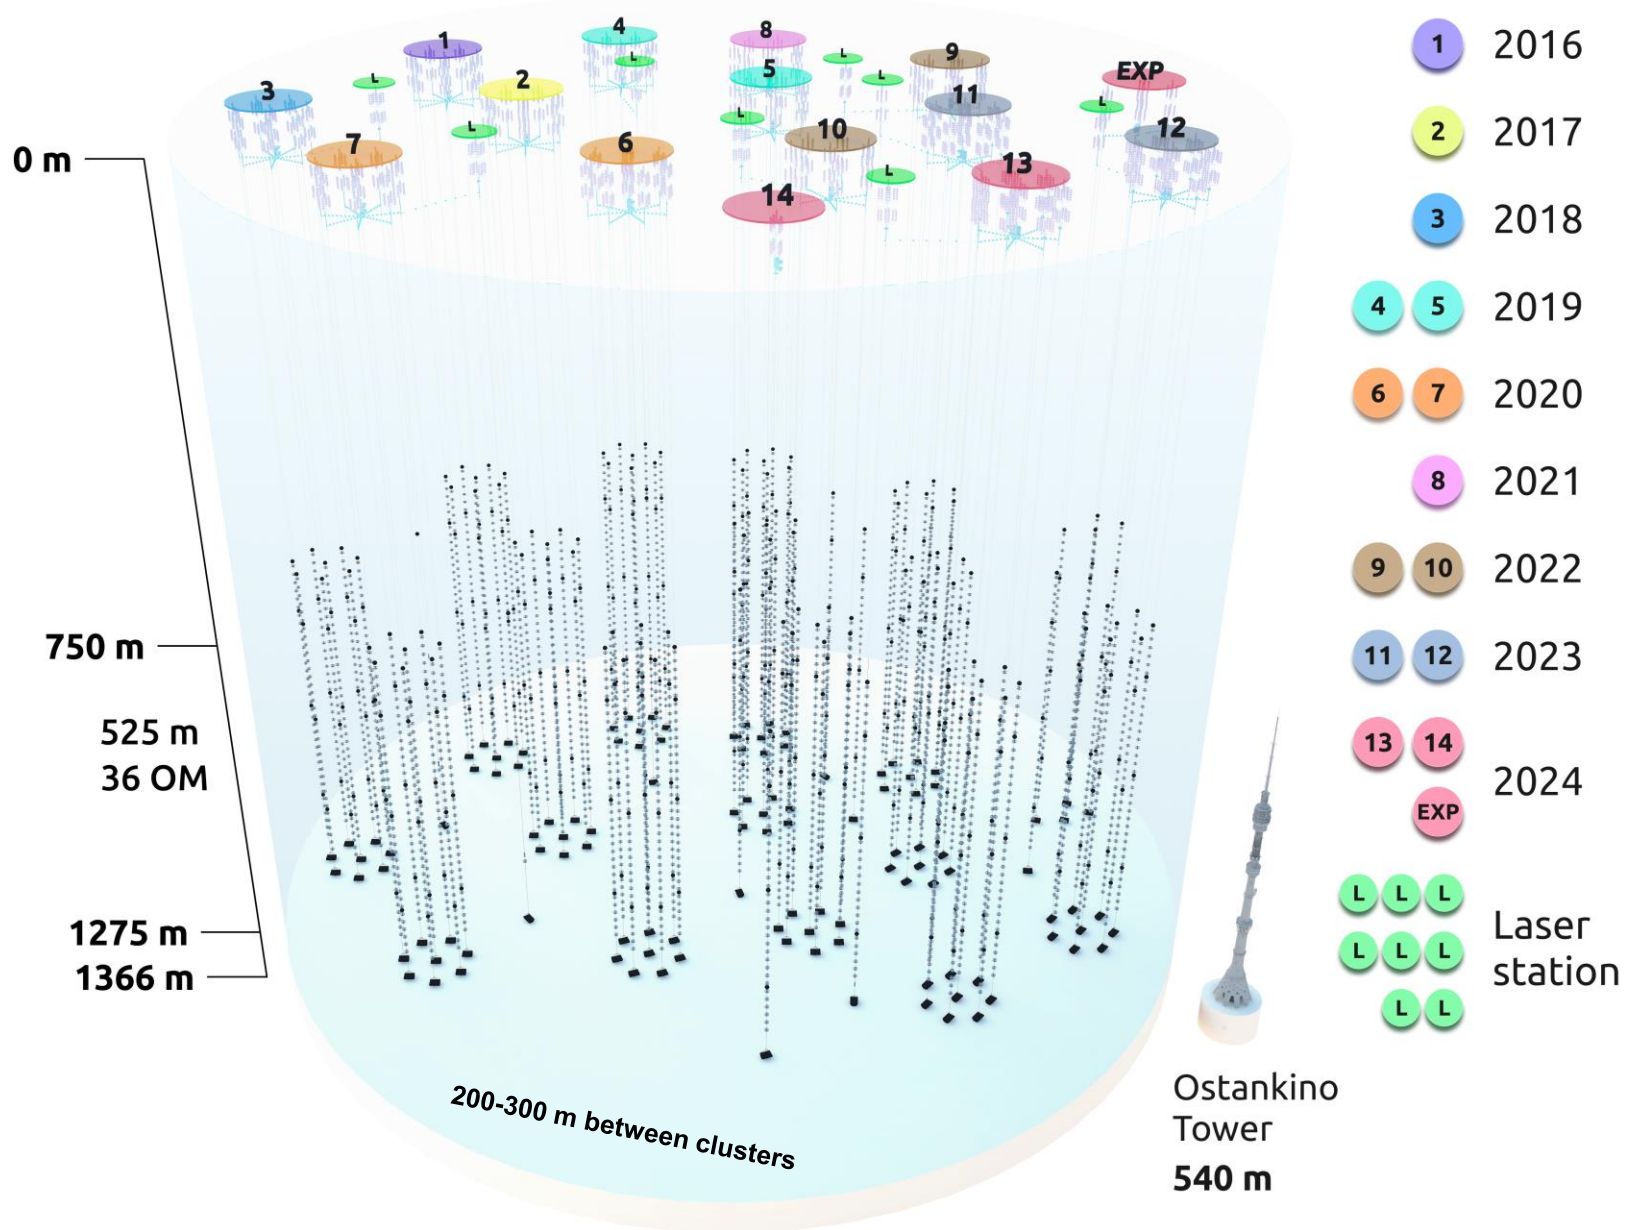 1
4
8
9
EXP
3
L
2
L
5
L
L
11
L
7
L
6
L
10
12
13
L
14
0 m
750 m
525 m
36 OM
1275 m
1366 m
200-300 m between clusters
1 2016
2 2017
3 2018
4 5 2019
6 7 2020
8 2021
9 10 2022
11 12 2023
13 14
EXP
2024
L L L
L L L
L L
Laser
station
Ostankino
Tower
540 m